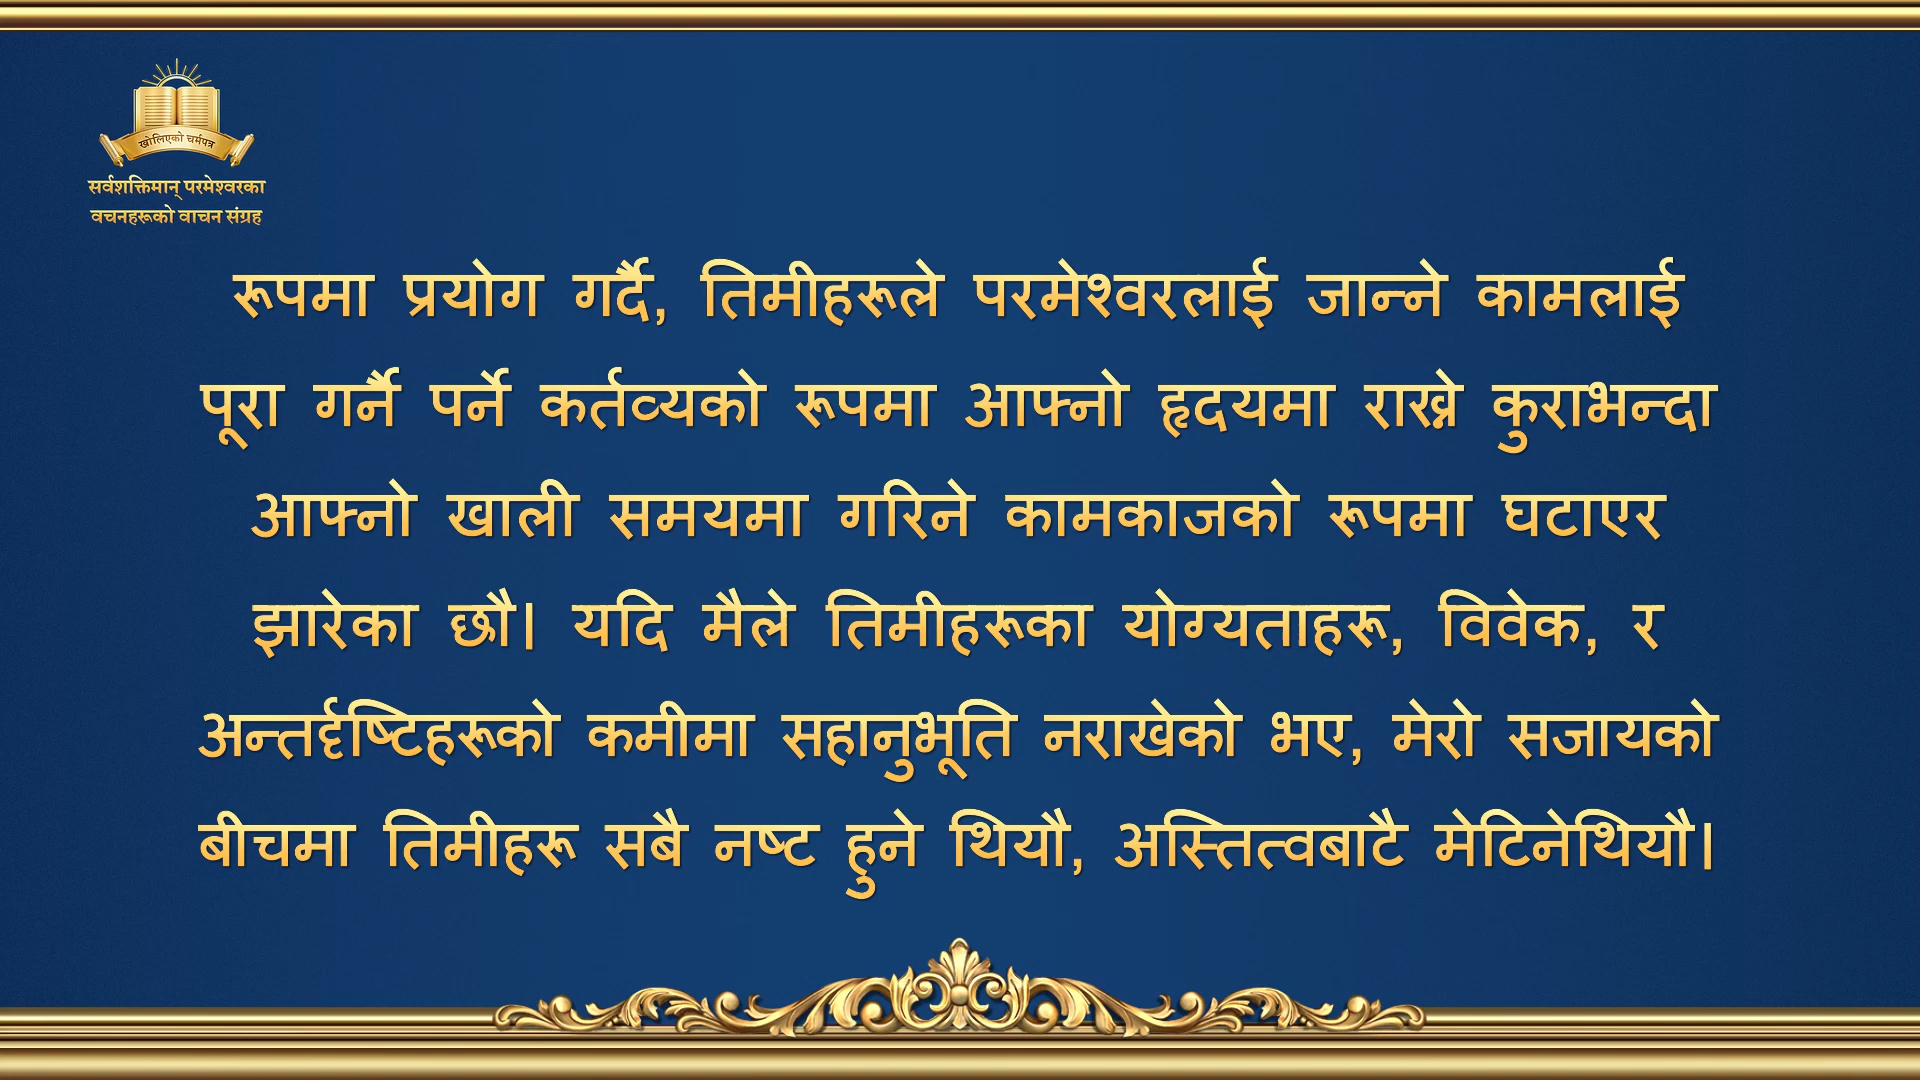 खोलिएको चर्मपत्र
सर्वशक्तिमान् परमेश्वरका
वचनहरूको वाचन संग्रह
रूपमा प्रयोग गर्दै, तिमीहरूले परमेश्वरलाई जान्ने कामलाई
पूरा गर्नै पर्ने कर्तव्यको रूपमा आफ्नो हृदयमा राख्ने कुराभन्दा
आफ्नो खाली समयमा गरिने कामकाजको रूपमा घटाएर
झारेका छौ। यदि मैले तिमीहरूका योग्यताहरू, विवेक, र
अन्तर्दृष्टिहरूको कमीमा सहानुभूति नराखेको भए, मेरो सजायको
बीचमा तिमीहरू सबै नष्ट हुने थियौ, अस्तित्वबाटै मेटिनेथियौ।